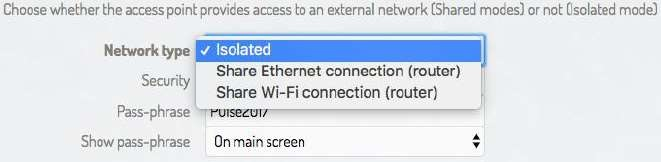 Choose whether the access point provides access to an external network (Shared modes) or not (Isolated mode)
Network type ✓ Isolated
Share Ethernet connection (router)
Security
Share Wi-Fi connection (router)
Pass-phrase Pulse2017
Show pass-phrase On main screen